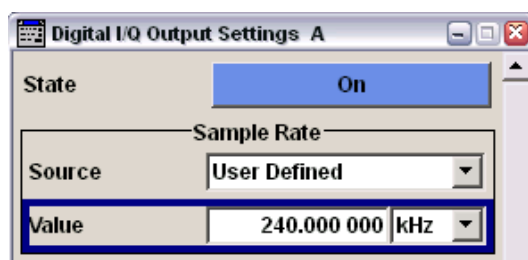 Digital I/Q Output Settings A
State On
Sample Rate
Source User Defined
Value 240.000 000 kHz